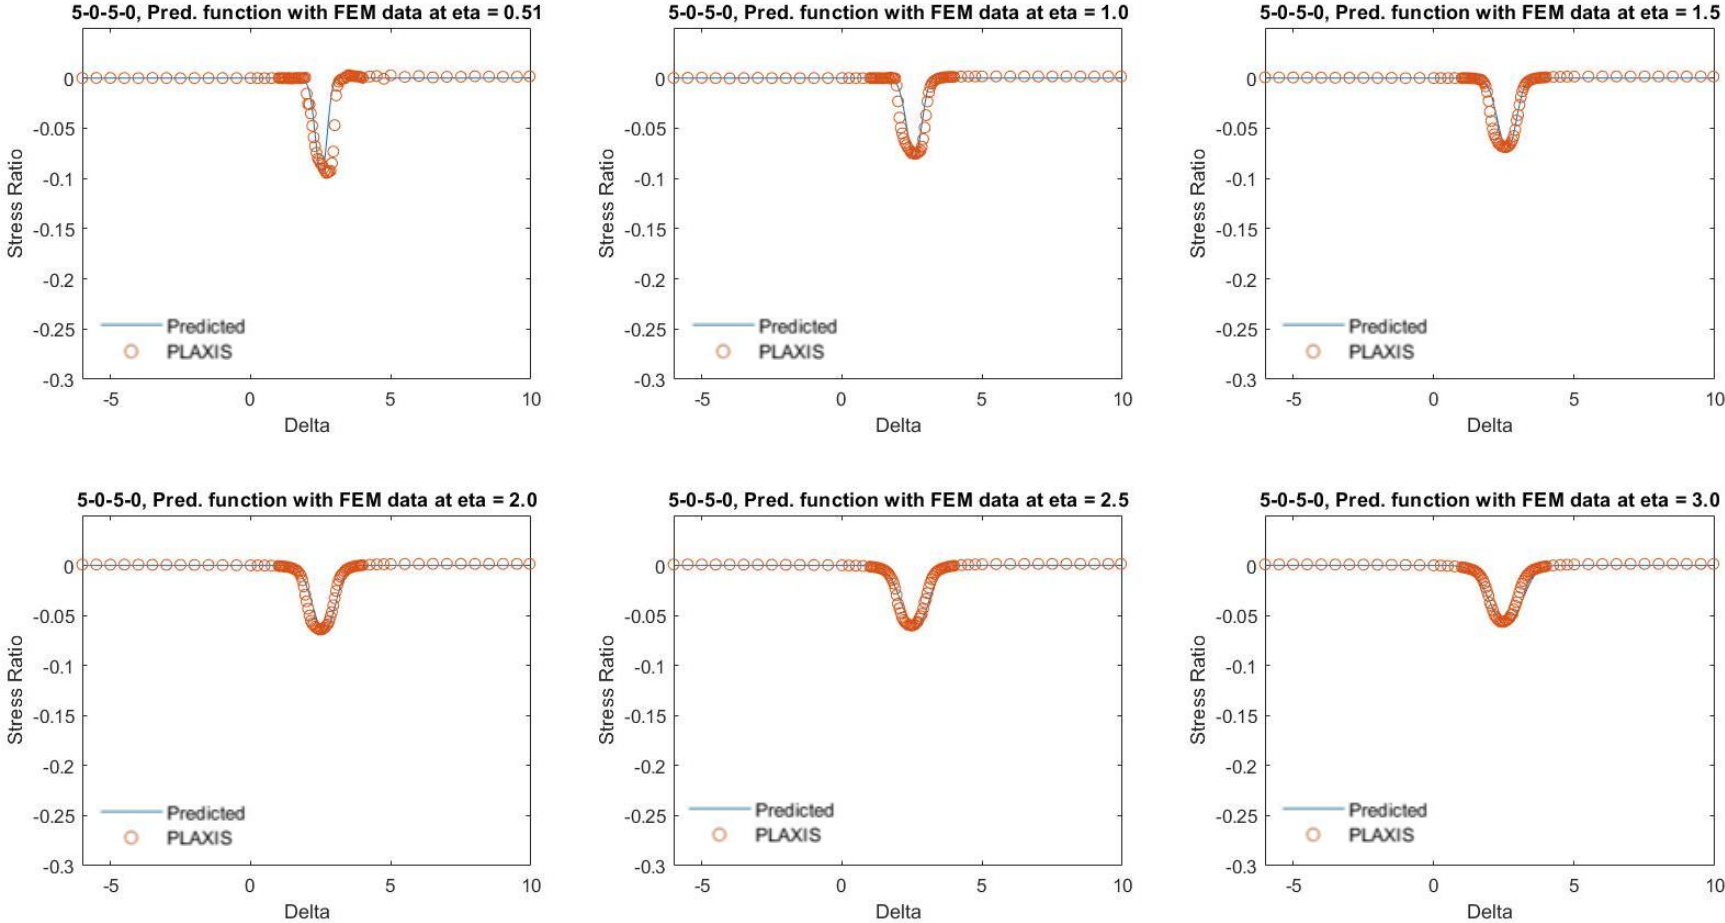 5-0-5-0, Pred. function with FEM data at eta = 0.51
0
-0.05
-0.1
-0.15
-0.2
-0.25
-0.3
Stress Ratio
Predicted
PLAXIS
-5 0 5 10
Delta
5-0-5-0, Pred. function with FEM data at eta = 1.0
0
-0.05
-0.1
-0.15
-0.2
-0.25
-0.3
Stress Ratio
Predicted
PLAXIS
-5 0 5 10
Delta
5-0-5-0, Pred. function with FEM data at eta = 1.5
0
-0.05
-0.1
-0.15
-0.2
-0.25
-0.3
Stress Ratio
Predicted
PLAXIS
-5 0 5 10
Delta
5-0-5-0, Pred. function with FEM data at eta = 2.0
0
-0.05
-0.1
-0.15
-0.2
-0.25
-0.3
Stress Ratio
Predicted
PLAXIS
-5 0 5 10
Delta
5-0-5-0, Pred. function with FEM data at eta = 2.5
0
-0.05
-0.1
-0.15
-0.2
-0.25
-0.3
Stress Ratio
Predicted
PLAXIS
-5 0 5 10
Delta
5-0-5-0, Pred. function with FEM data at eta = 3.0
0
-0.05
-0.1
-0.15
-0.2
-0.25
-0.3
Stress Ratio
Predicted
PLAXIS
-5 0 5 10
Delta